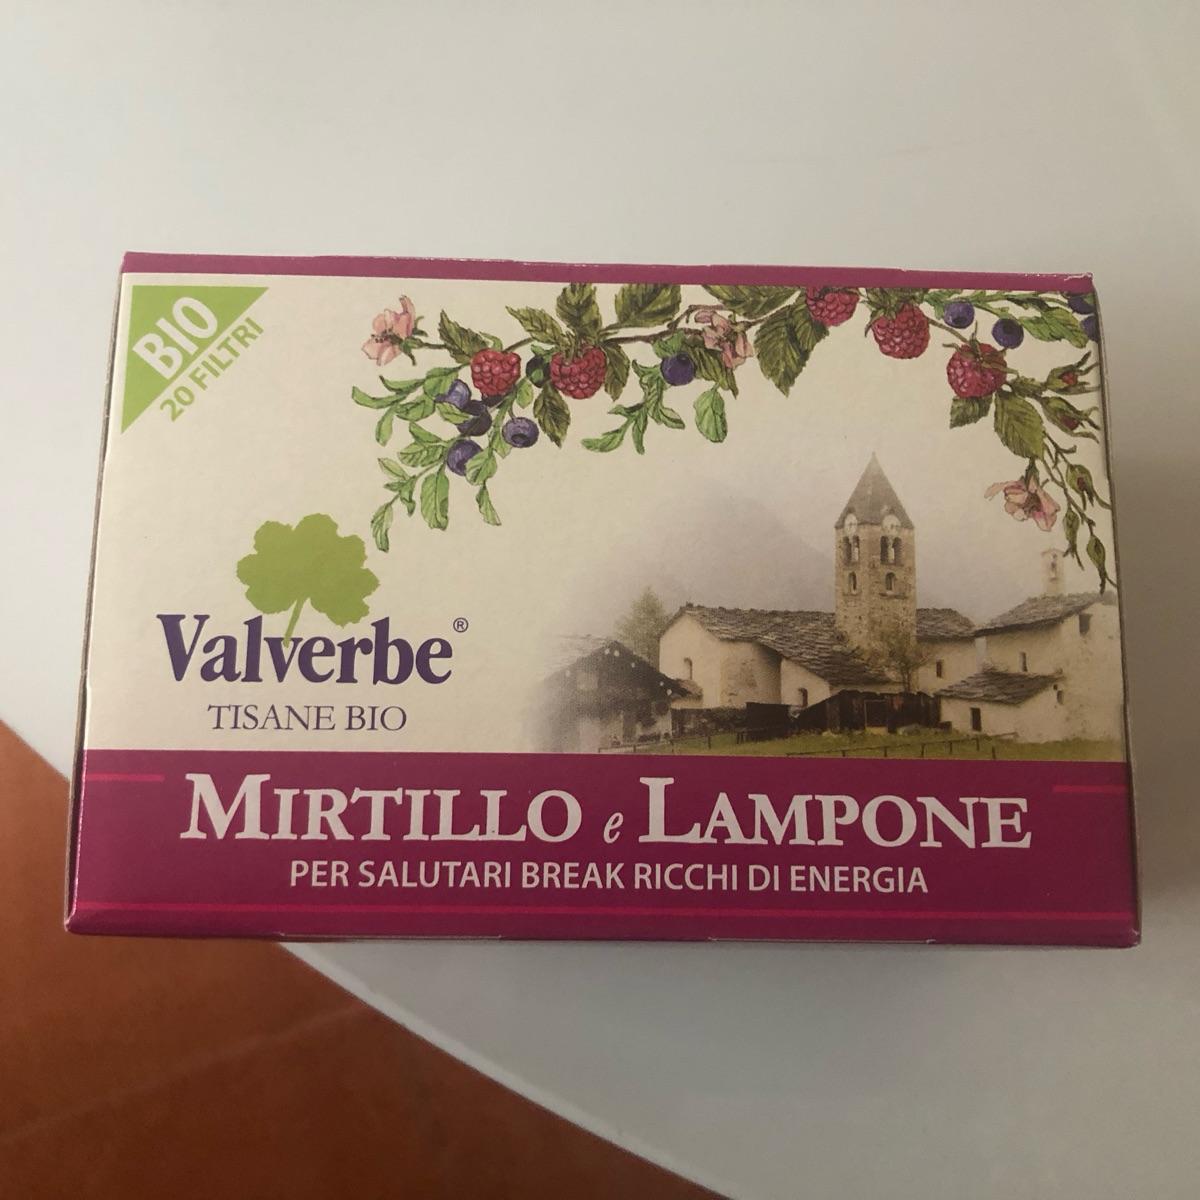 BIO
20 FILTRI
Valverbe®
TISANE BIO
MIRTILLO e LAMPONE
PER SALUTARI BREAK RICCHI DI ENERGIA